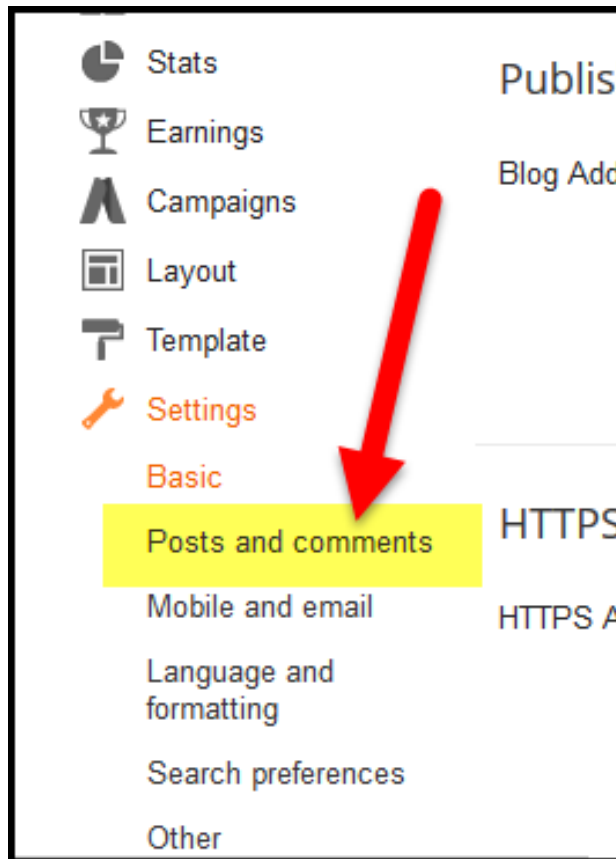 Stats
Earnings
Campaigns
Layout
Template
Settings
Basic
Posts and comments
Mobile and email
Language and
formatting
Search preferences
Other
Publis
Blog Add
HTTPS
HTTPS A